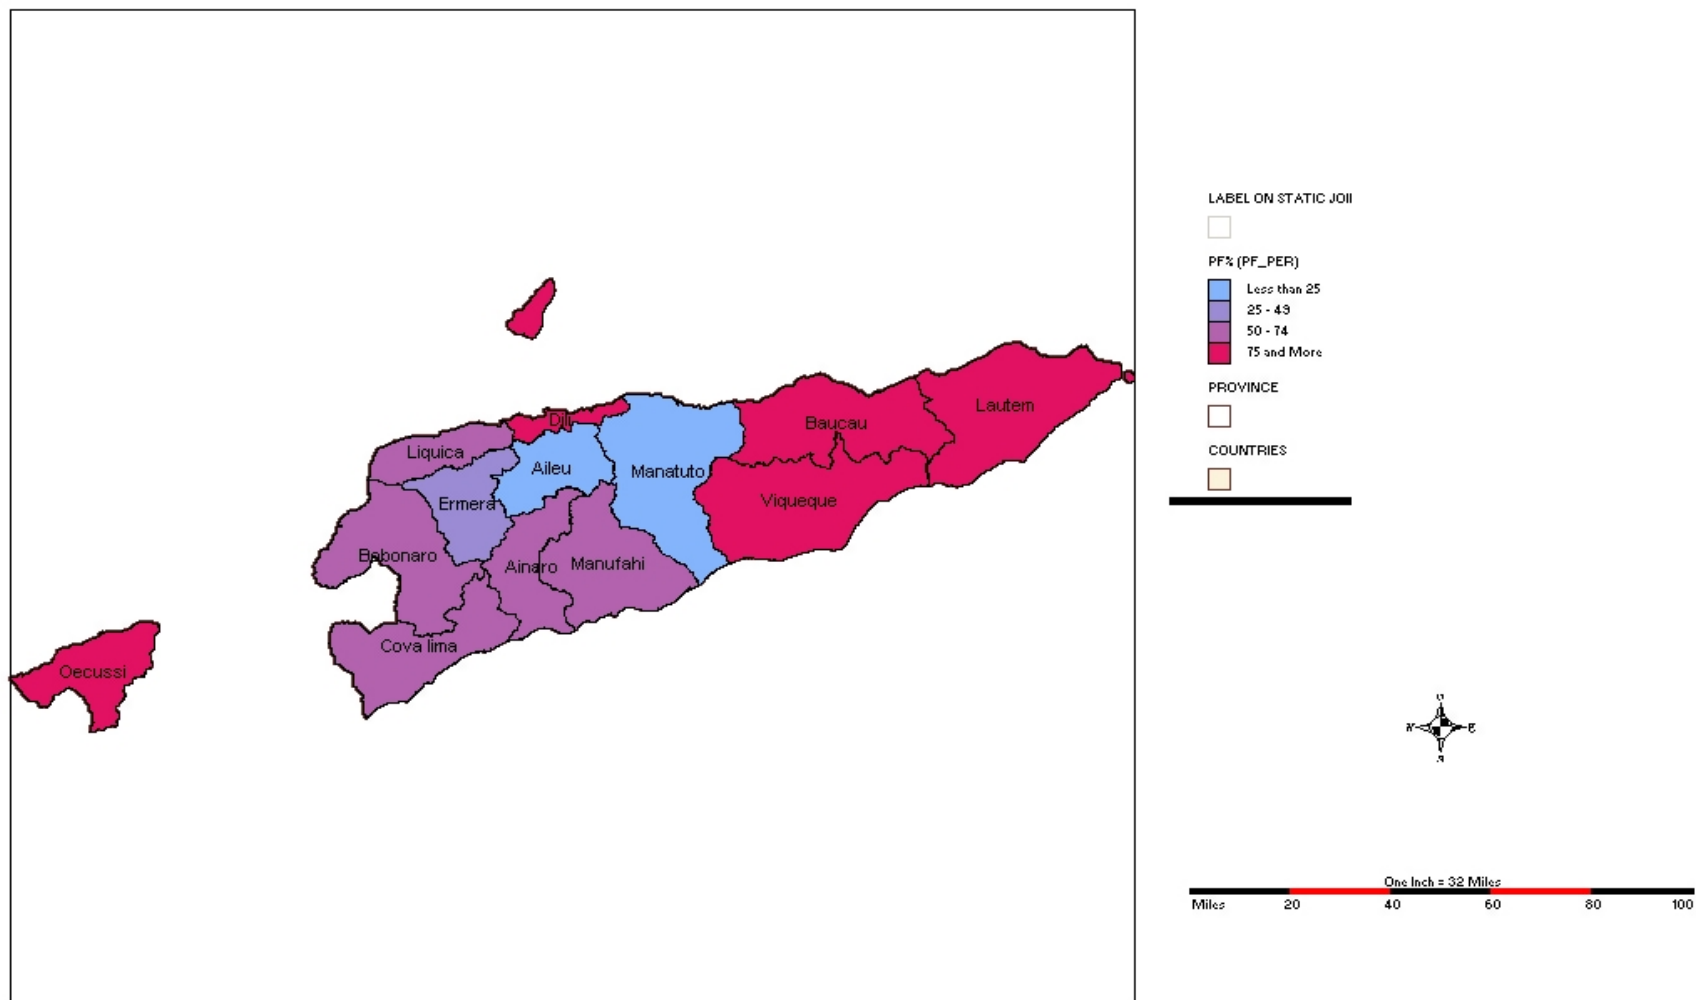 LABEL ON STATIC JOI
PF% (PF_PER)
Less than 25
25 - 49
50 - 74
75 and More
PROVINCE
COUNTRIES
Lautem
Baucau
Dili
Liquica
Aileu
Manatuto
Viqueque
Ermera
Bobonaro
Ainaro
Manufahi
Cova lima
Oecussi
W
E
One Inch = 32 Miles
Miles 20 40 60 80 100